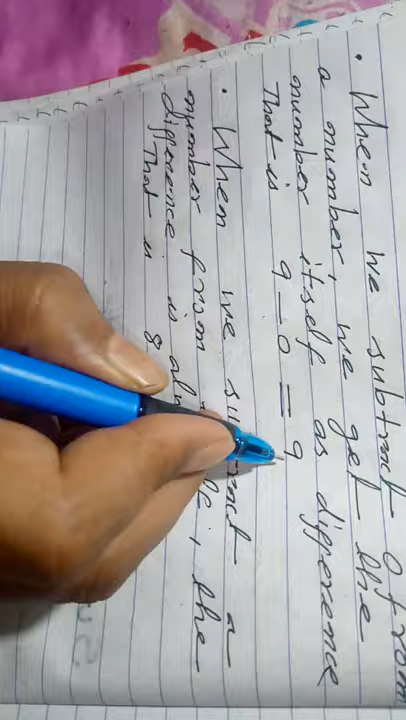 • When we subtract 0 from
a number, we get the
number itself as difference
That is 9 - 0 = 9
• When we subtract a
number from the
difference is
That is 8